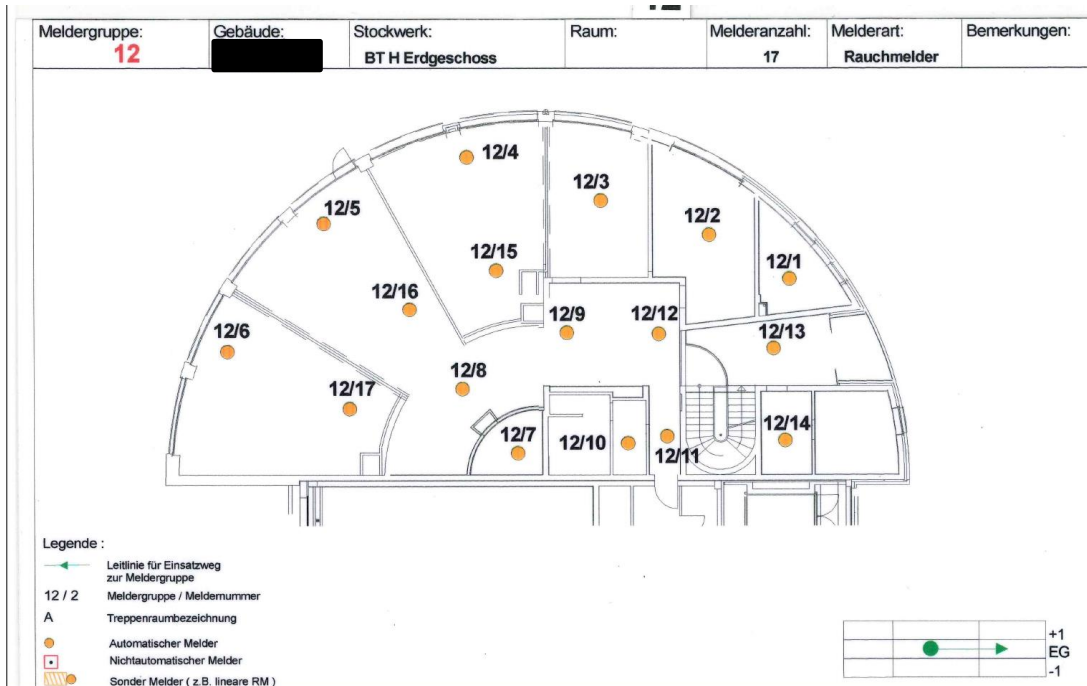 Meldergruppe: Gebäude: Stockwerk: Raum: Melderanzahl: Melderart: Bemerkungen:
12 BT H Erdgeschoss 17 Rauchmelder
12/4
12/3
12/5
12/2
12/15
12/1
12/16
12/9
12/12
12/6
12/13
12/8
12/17
12/7
12/10
12/11
12/14
Legende :
Leitlinie für Einsatzweg
zur Meldergruppe
12 / 2 Meldergruppe / Meldernummer
A Treppenraumbezeichnung
Automatischer Melder
Nichtautomatischer Melder
Sonder Melder ( z.B. lineare RM )
+1
EG
-1